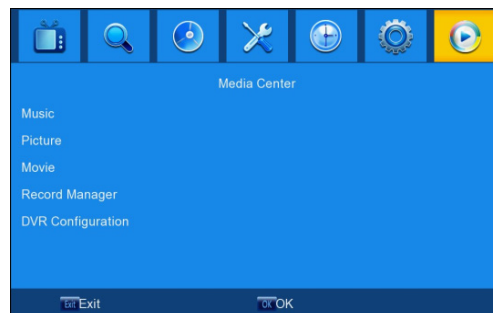 Media Center
Music
Picture
Movie
Record Manager
DVR Configuration
Exit Exit OK OK